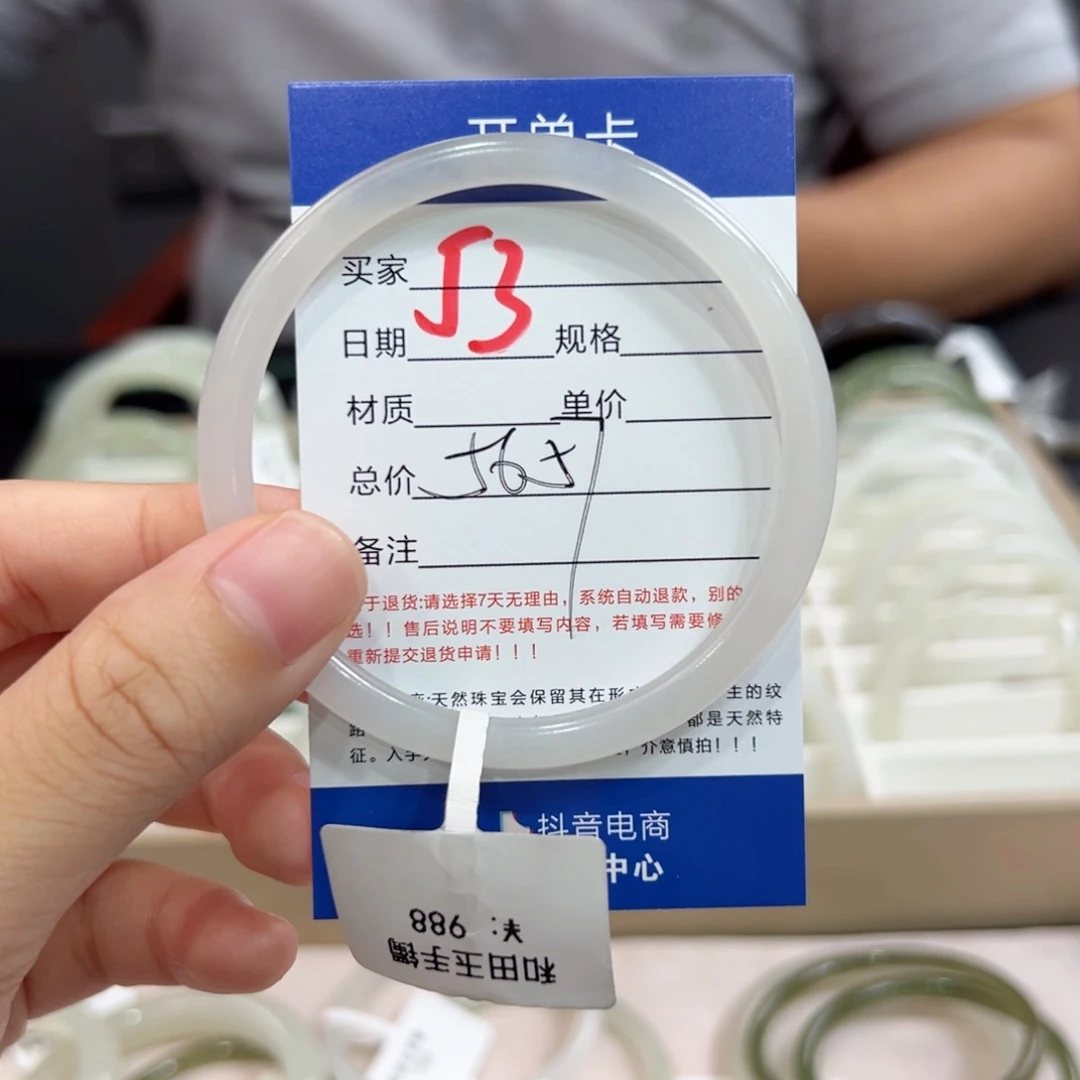 开单卡
买家 53
日期 规格
材质 单价
总价
备注
于退货:请选择7天无理由，系统自动退款，别的
选！！售后说明不要填写内容，若填写需要修
重新提交退货申请！！！
:天然珠宝会保留其在形 主的纹
都是天然特
征。入手 介意慎拍！！！
抖音电商
中心
和田玉手镯